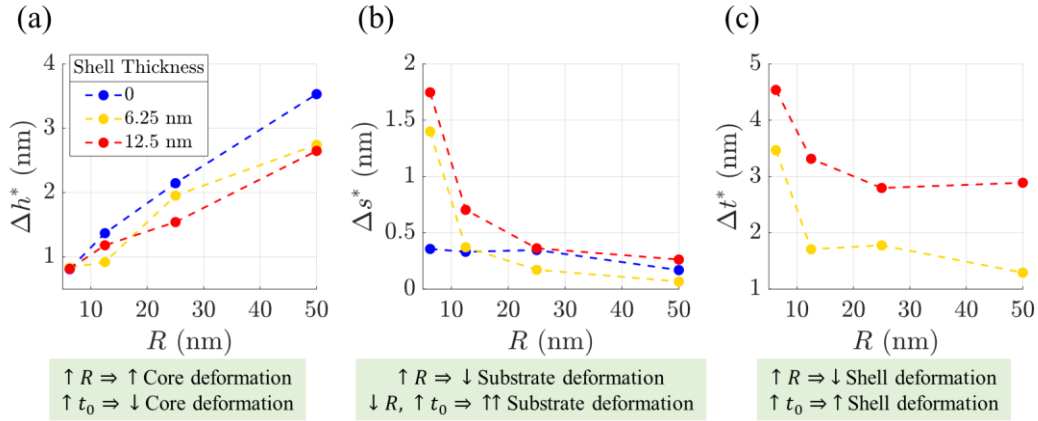 (a)
(b)
(c)
Shell Thickness
0
6.25 nm
12.5 nm
4
3
2
1
Δh* (nm)
10 20 30 40 50
R (nm)
2
1.5
1
0.5
0
Δs* (nm)
10 20 30 40 50
R (nm)
5
4
3
2
1
Δt* (nm)
10 20 30 40 50
R (nm)
↑ R ⇒ ↑ Core deformation
↑ t₀ ⇒ ↓ Core deformation
↑ R ⇒ ↓ Substrate deformation
↓ R, ↑ t₀ ⇒ ⇈ Substrate deformation
↑ R ⇒ ↓ Shell deformation
↑ t₀ ⇒ ↑ Shell deformation